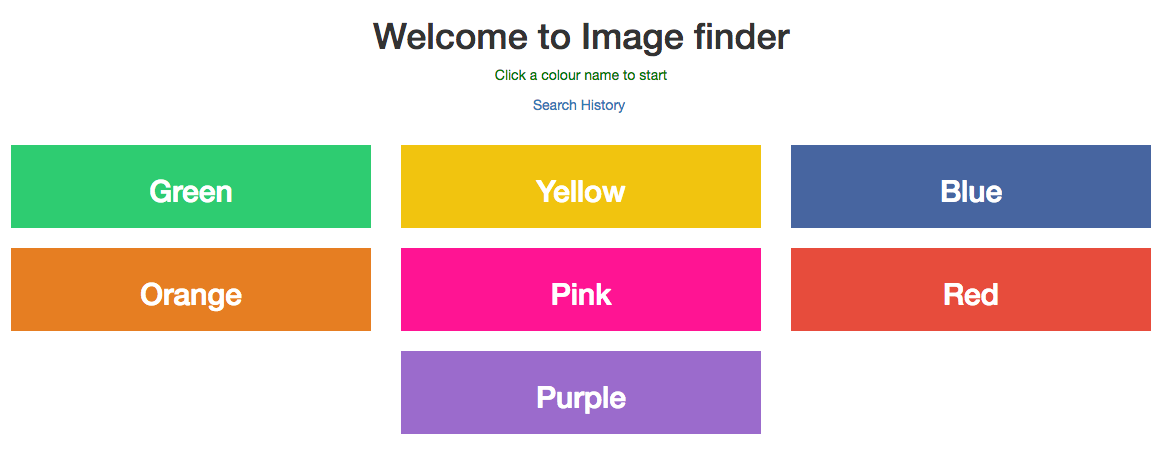 Welcome to Image finder
Click a colour name to start
Search History
Green
Yellow
Blue
Orange
Pink
Red
Purple